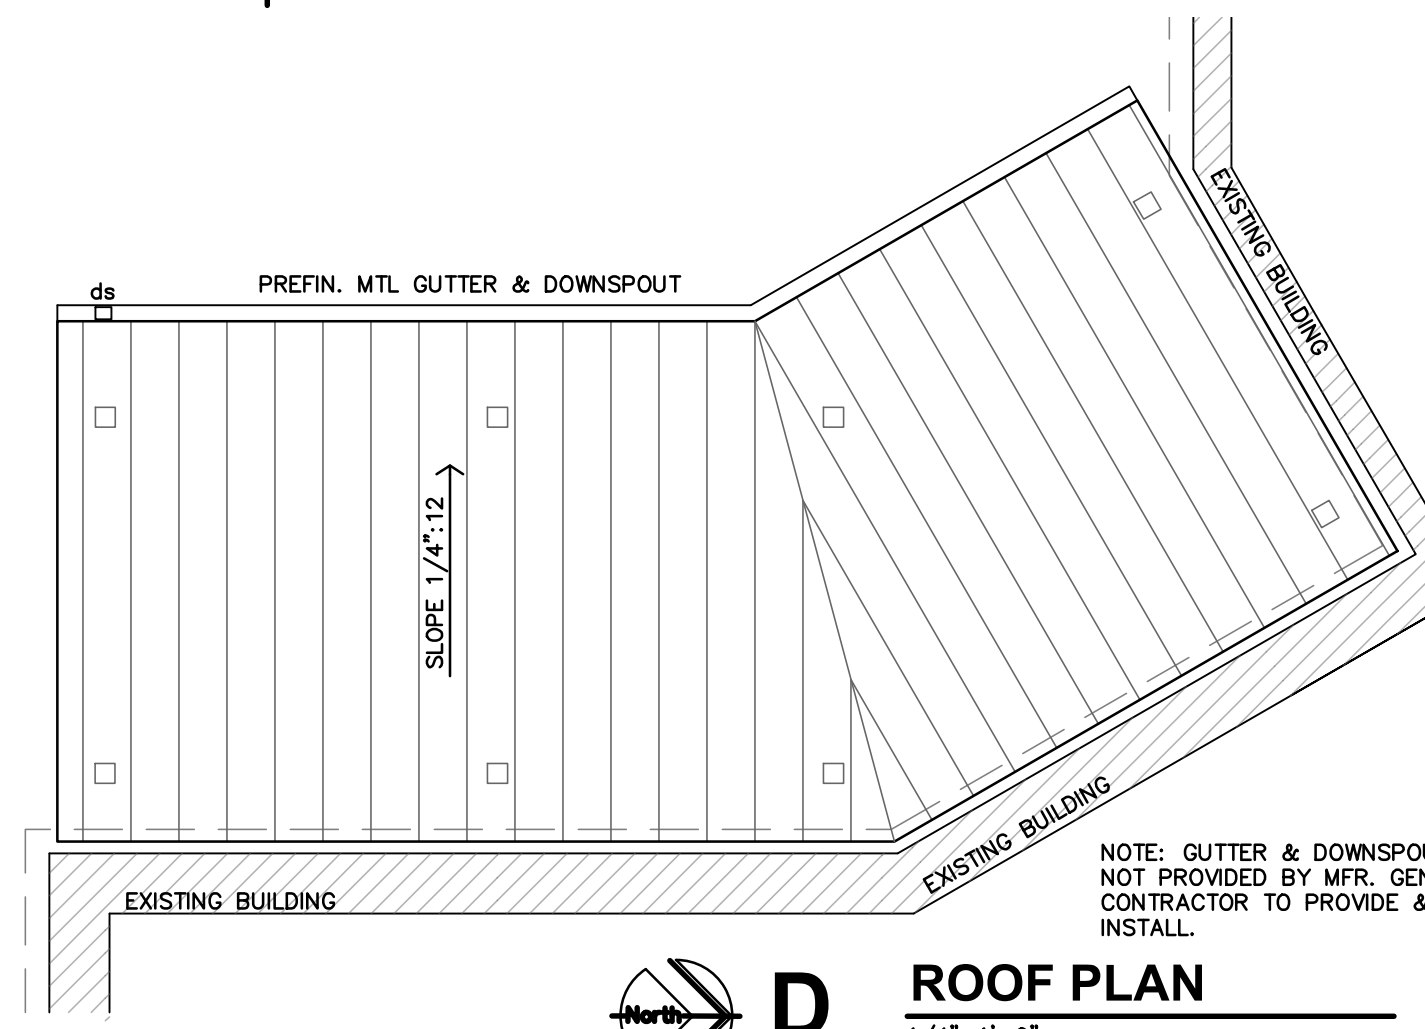 PREFIN. MTL GUTTER & DOWNSPOUT
ds
EXISTING BUILDING
SLOPE 1/4":12
EXISTING BUILDING
EXISTING BUILDING
NOTE: GUTTER & DOWNSPOU
NOT PROVIDED BY MFR. GEN
CONTRACTOR TO PROVIDE &
INSTALL.
North
D
ROOF PLAN